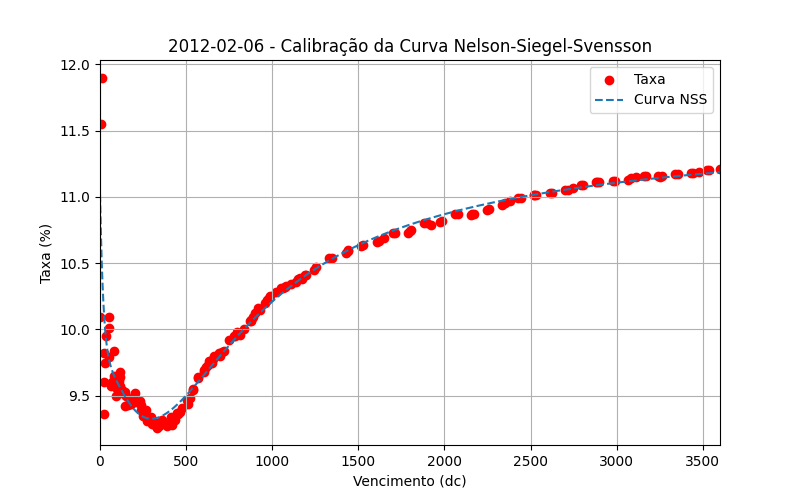 2012-02-06 - Calibração da Curva Nelson-Siegel-Svensson
12.0
11.5
11.0
10.5
10.0
9.5
Taxa (%)
Taxa
Curva NSS
0 500 1000 1500 2000 2500 3000 3500
Vencimento (dc)